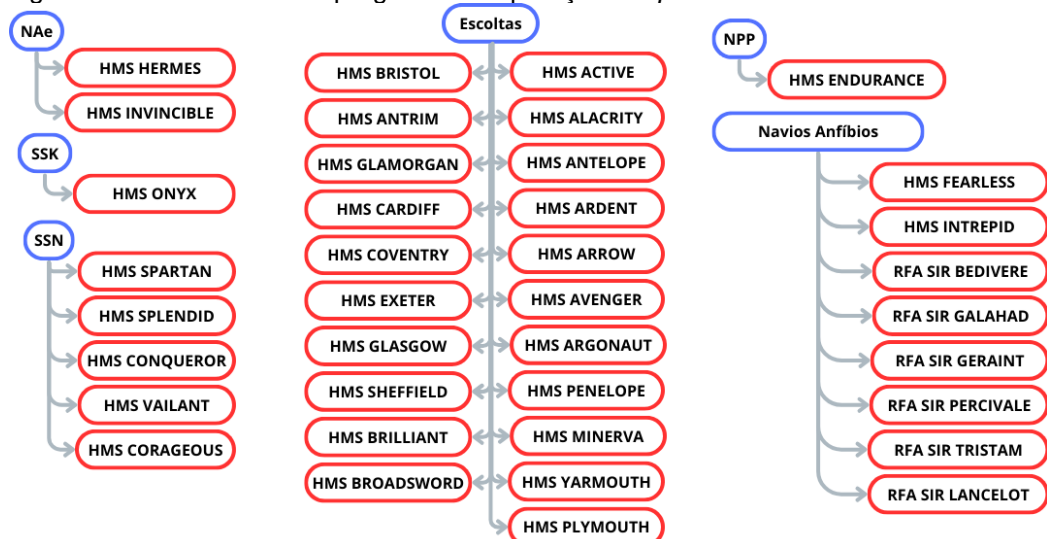 NAe
HMS HERMES
HMS INVINCIBLE
SSK
HMS ONYX
SSN
HMS SPARTAN
HMS SPLENDID
HMS CONQUEROR
HMS VAILANT
HMS CORAGEOUS
Escoltas
HMS BRISTOL
HMS ACTIVE
HMS ANTRIM
HMS ALACRITY
HMS GLAMORGAN
HMS ANTELOPE
HMS CARDIFF
HMS ARDENT
HMS COVENTRY
HMS ARROW
HMS EXETER
HMS AVENGER
HMS GLASGOW
HMS ARGONAUT
HMS SHEFFIELD
HMS PENELOPE
HMS BRILLIANT
HMS MINERVA
HMS BROADSWORD
HMS YARMOUTH
HMS PLYMOUTH
NPP
HMS ENDURANCE
Navios Anfíbios
HMS FEARLESS
HMS INTREPID
RFA SIR BEDIVERE
RFA SIR GALAHAD
RFA SIR GERAINT
RFA SIR PERCIVALE
RFA SIR TRISTAM
RFA SIR LANCELOT